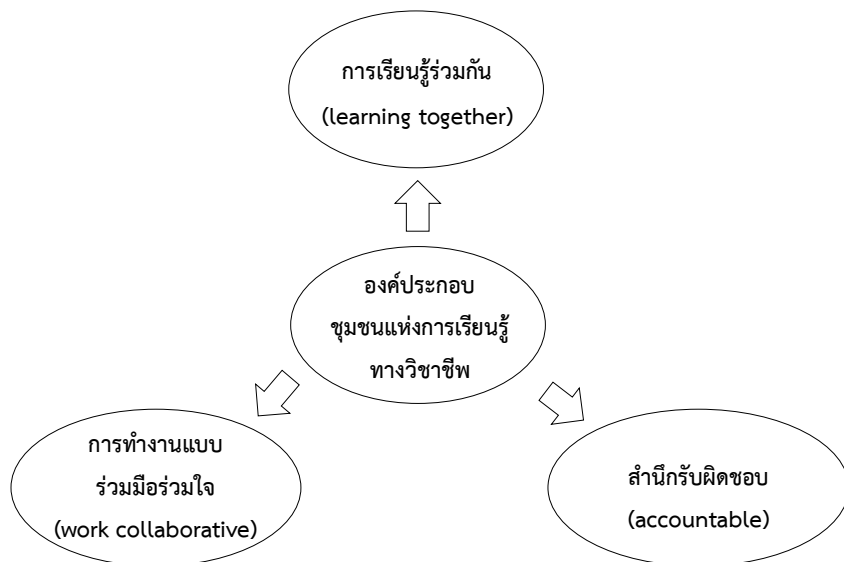 การเรียนรู้ร่วมกัน
(learning together)
องค์ประกอบ
ชุมชนแห่งการเรียนรู้
ทางวิชาชีพ
การทำงานแบบ
ร่วมมือร่วมใจ
(work collaborative)
สำนึกรับผิดชอบ
(accountable)